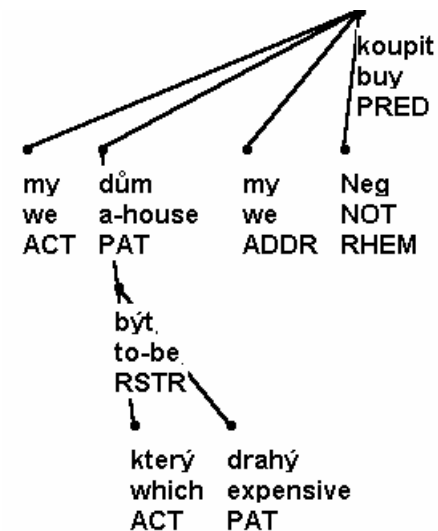 koupit
buy
PRED
my dům my Neg
we a-house we NOT
ACT PAT ADDR RHEM
být
to-be
RSTR
který drahý
which expensive
ACT PAT